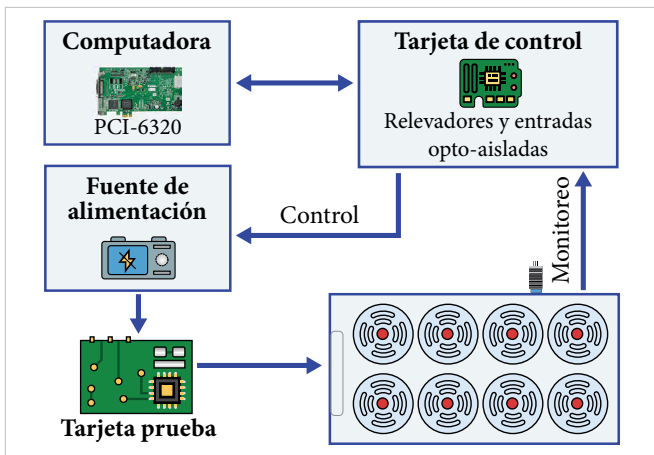 Computadora
PCI-6320
Tarjeta de control
Relevadores y entradas
opto-aisladas
Fuente de
alimentación
Control
Monitoreo
Tarjeta prueba